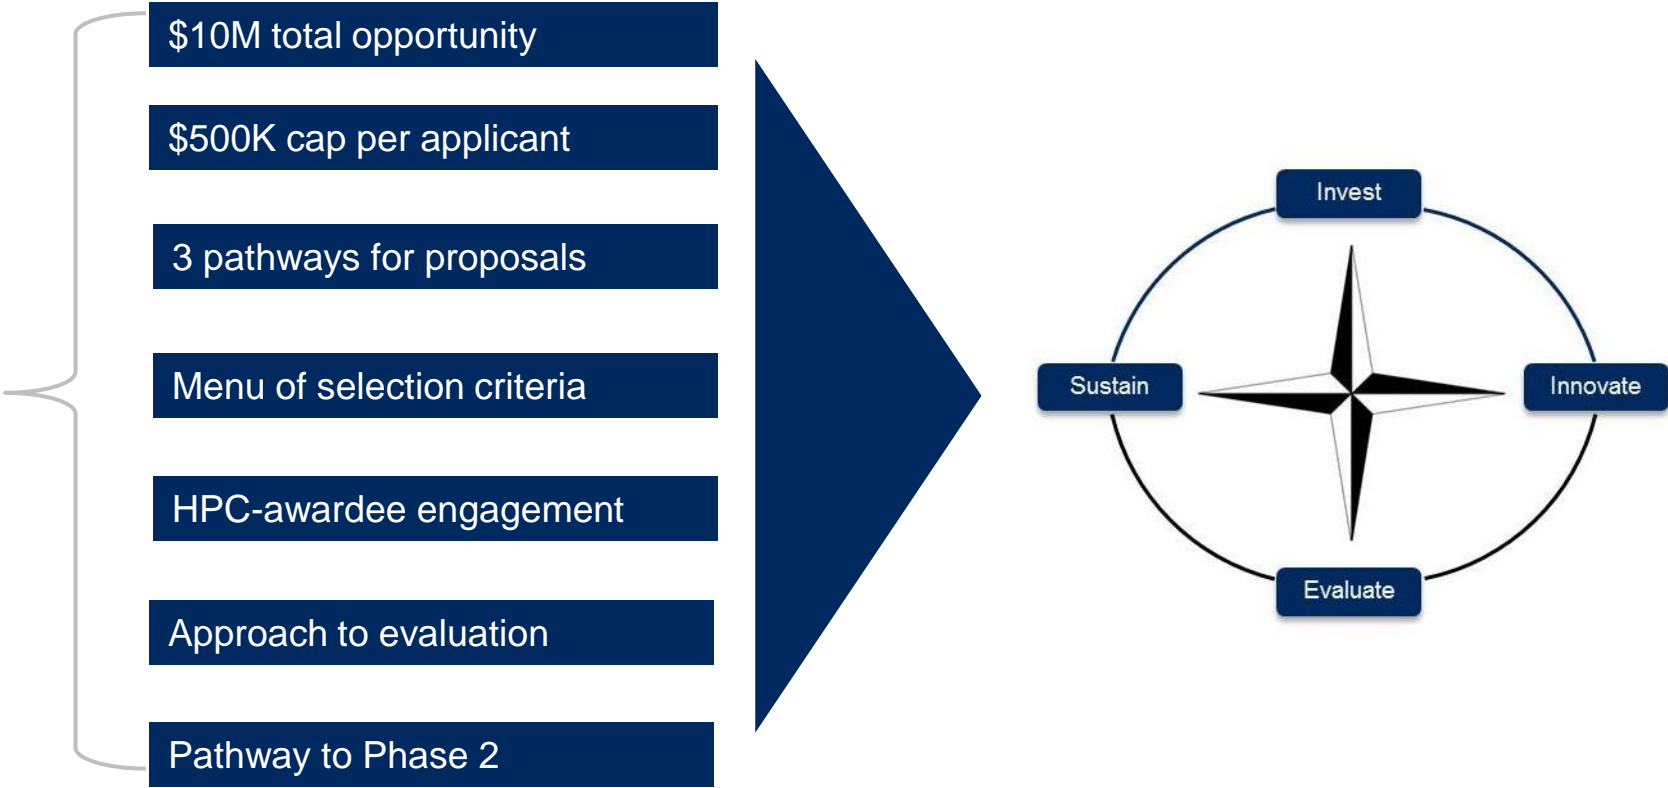 $10M total opportunity
$500K cap per applicant
3 pathways for proposals
Menu of selection criteria
HPC-awardee engagement
Approach to evaluation
Pathway to Phase 2
Invest
Sustain
Innovate
Evaluate